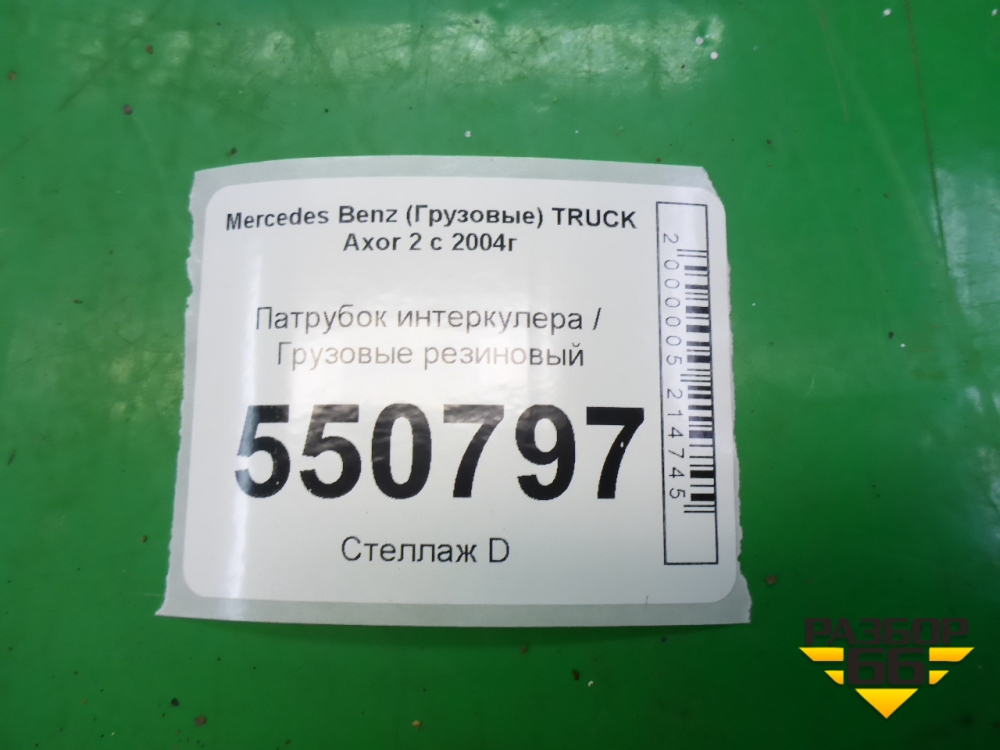 Mercedes Benz (Грузовые) TRUCK
Axor 2 с 2004г
Патрубок интеркулера /
Грузовые резиновый
550797
Стеллаж D
2000005214745
РАЗБОР
66